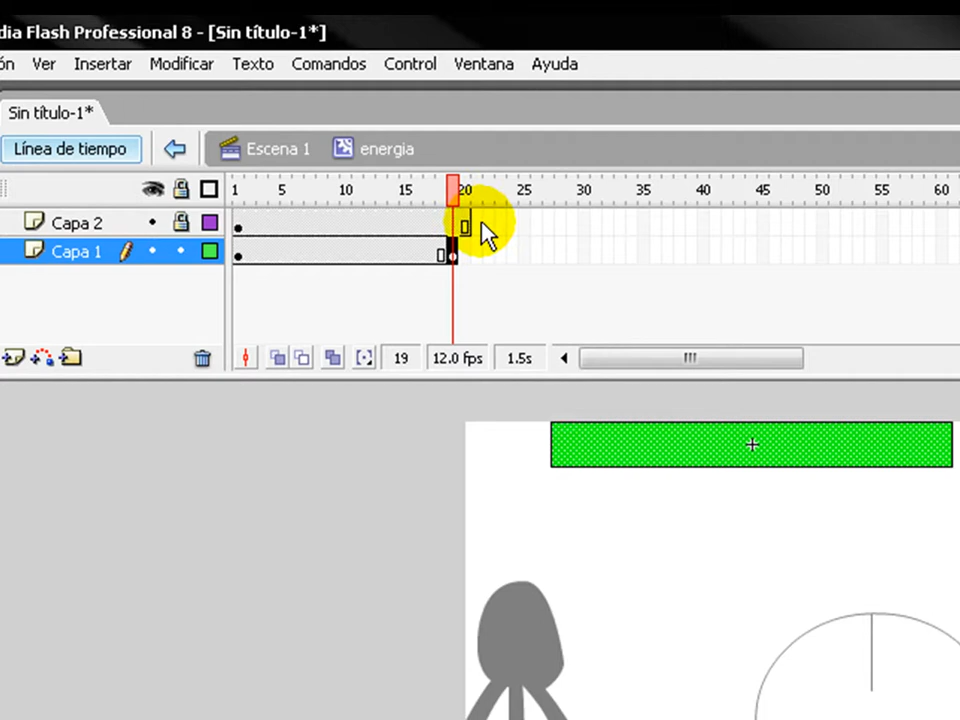 dia Flash Professional 8 - [Sin título-1*]
ón Ver Insertar Modificar Texto Comandos Control Ventana Ayuda
Sin título-1*
Línea de tiempo Escena 1 energia
1 5 10 15 20 25 30 35 40 45 50 55 60
Capa 2
Capa 1
19 12.0 fps 1.5s